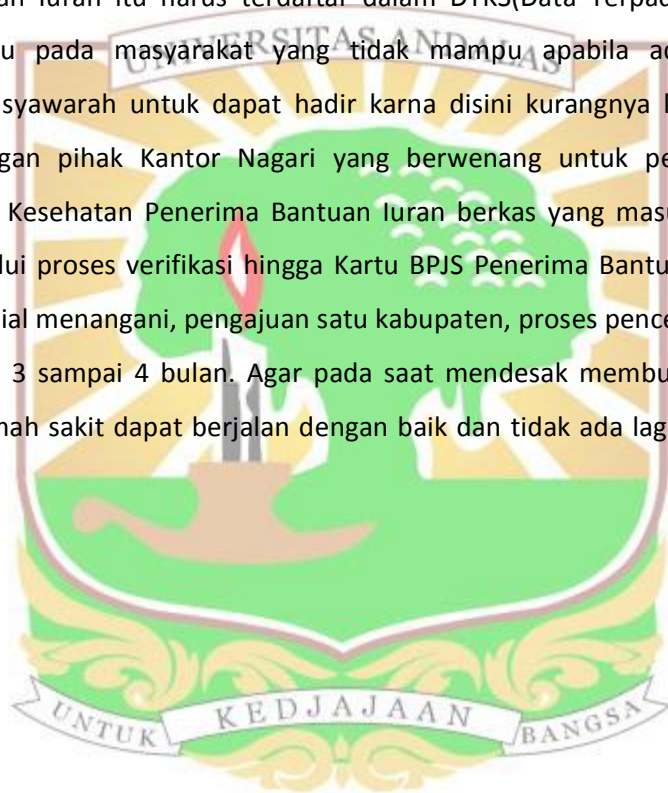 an Iuran itu harus terdaftar dalam DTKS(Data Terpad
u pada masyarakat yang tidak mampu apabila ad
UNIVERSITAS ANDALAS
syawarah untuk dapat hadir karna disini kurangnya
gan pihak Kantor Nagari yang berwenang untuk pe
Kesehatan Penerima Bantuan Iuran berkas yang masu
lui proses verifikasi hingga Kartu BPJS Penerima Bantu
ial menangani, pengajuan satu kabupaten, proses pence
3 sampai 4 bulan. Agar pada saat mendesak membu
nah sakit dapat berjalan dengan baik dan tidak ada lag
UNTUK KEDJAJAAN BANGSA